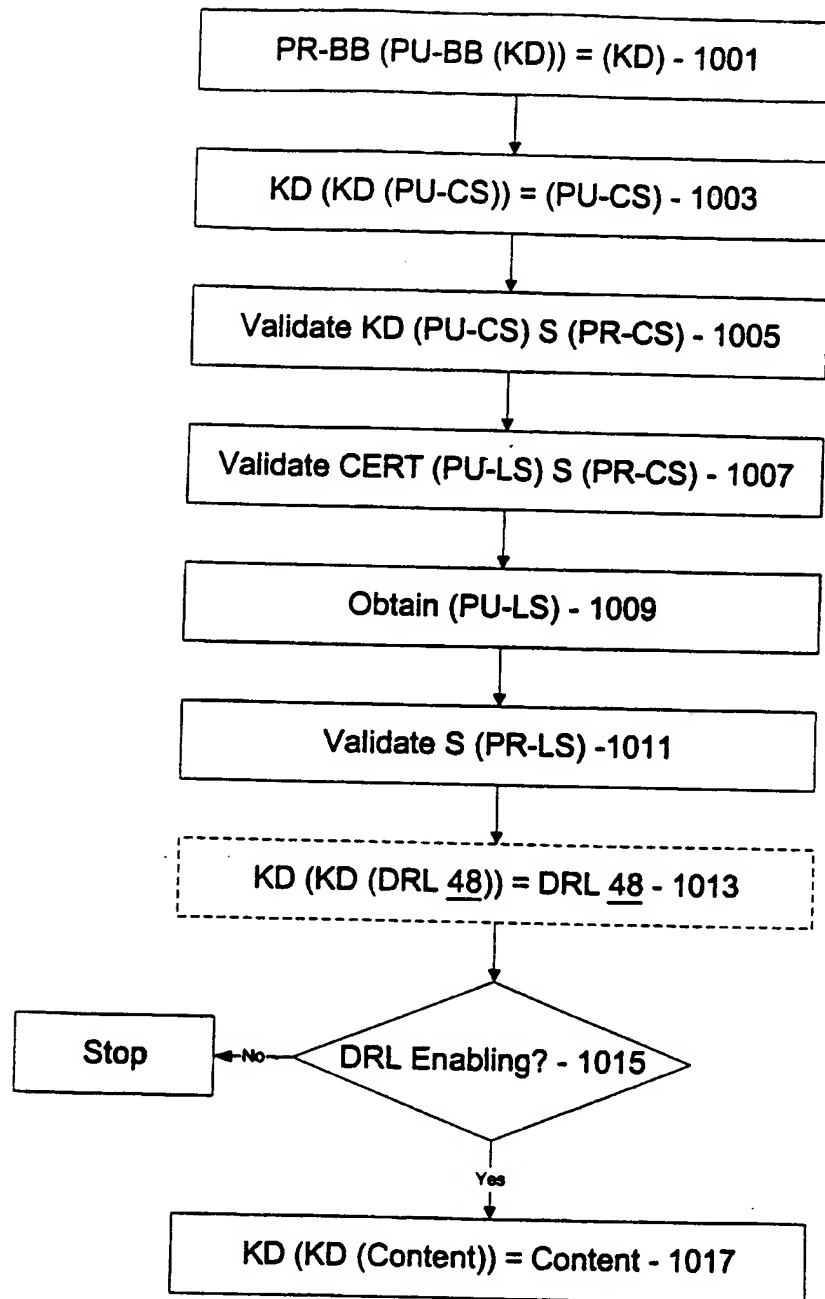 PR-BB (PU-BB (KD)) = (KD) - 1001
KD (KD (PU-CS)) = (PU-CS) - 1003
Validate KD (PU-CS) S (PR-CS) - 1005
Validate CERT (PU-LS) S (PR-CS) - 1007
Obtain (PU-LS) - 1009
Validate S (PR-LS) -1011
KD (KD (DRL 48)) = DRL 48 - 1013
DRL Enabling? - 1015
No
Stop
Yes
KD (KD (Content)) = Content - 1017